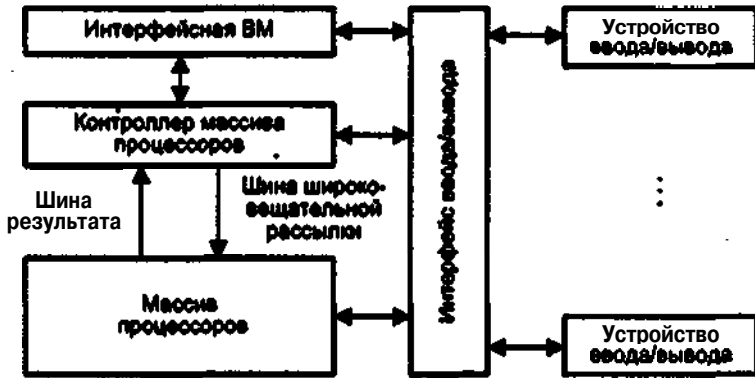 Интерфейсная ВМ
Контроллер массива
процессоров
Шина
результата
Шина широко-
вещательной
рассылки
Массив
процессоров
Интерфейс ввода/вывода
Устройство
ввода/вывода
Устройство
ввода/вывода